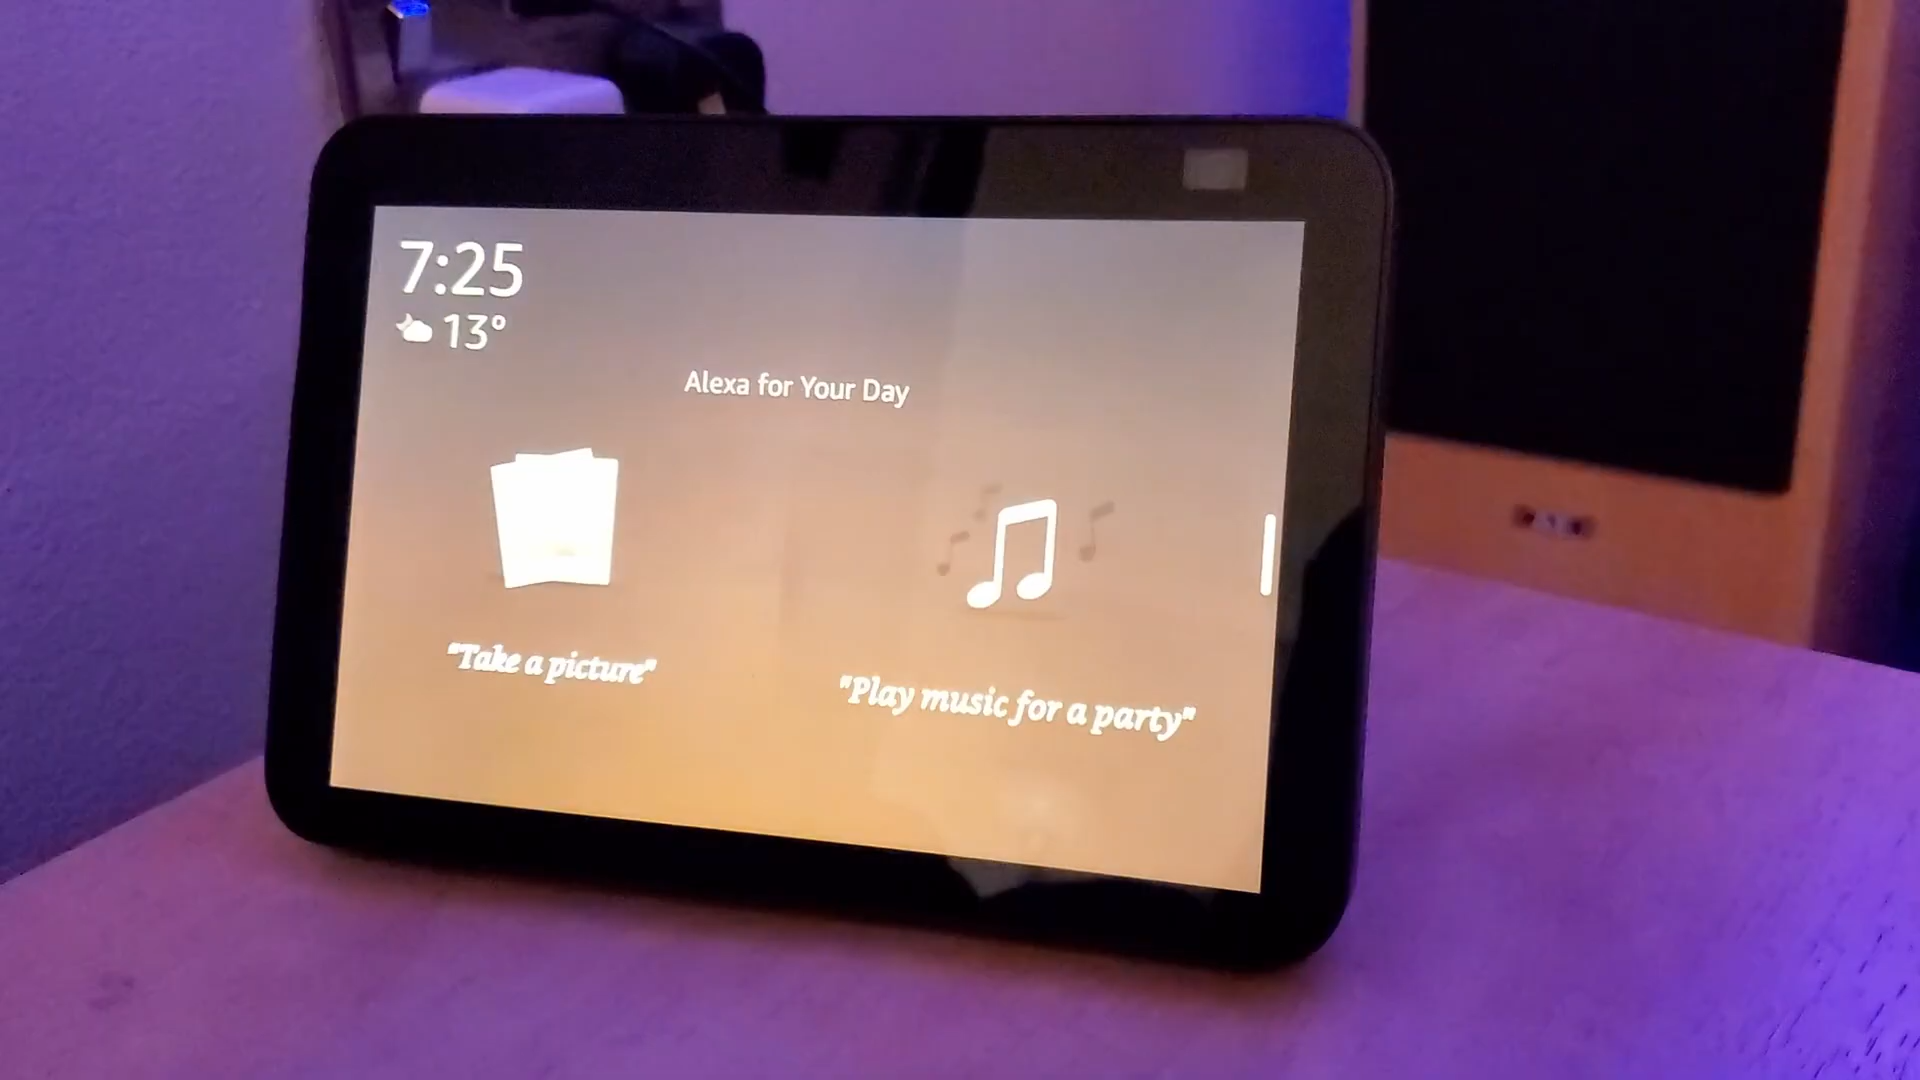 7:25
13°
Alexa for Your Day
"Take a picture"
"Play music for a party"